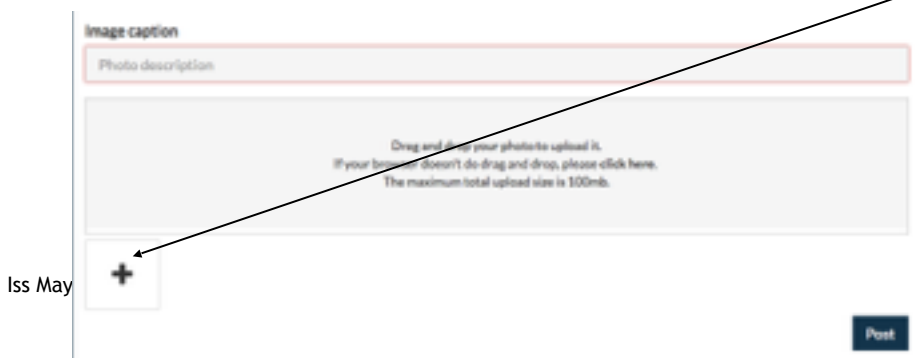 Image caption
Photo description
Drag and drop your photo to upload it.
If your browser doesn't do drag and drop, please click here.
The maximum total upload size is 100mb.
Iss May
Post